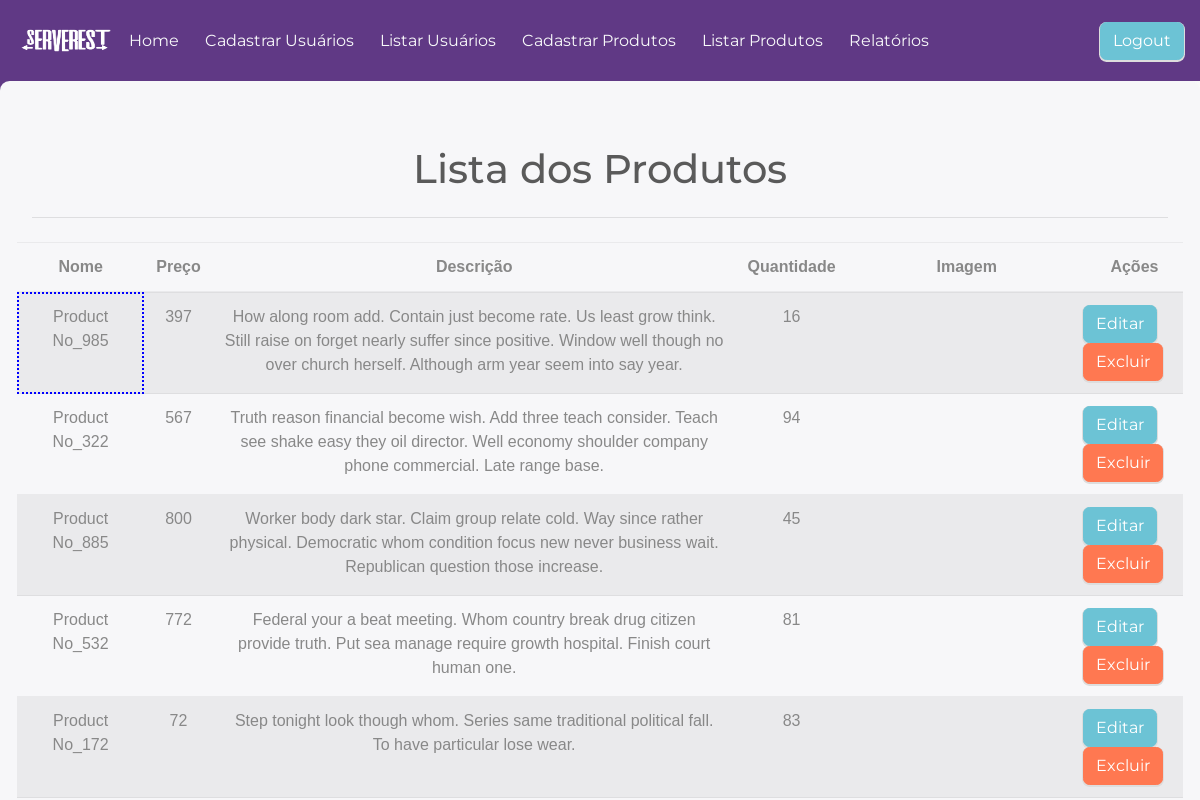 SERVEREST Home Cadastrar Usuários Listar Usuários Cadastrar Produtos Listar Produtos Relatórios Logout
Lista dos Produtos
Nome Preço Descrição Quantidade Imagem Ações
Product 397 How along room add. Contain just become rate. Us least grow think. 16 Editar
No_985 Still raise on forget nearly suffer since positive. Window well though no
over church herself. Although arm year seem into say year. Excluir
Product 567 Truth reason financial become wish. Add three teach consider. Teach 94 Editar
No_322 see shake easy they oil director. Well economy shoulder company
phone commercial. Late range base. Excluir
Product 800 Worker body dark star. Claim group relate cold. Way since rather 45 Editar
No_885 physical. Democratic whom condition focus new never business wait.
Republican question those increase. Excluir
Product 772 Federal your a beat meeting. Whom country break drug citizen 81 Editar
No_532 provide truth. Put sea manage require growth hospital. Finish court
human one. Excluir
Product 72 Step tonight look though whom. Series same traditional political fall. 83 Editar
No_172 To have particular lose wear.
Excluir